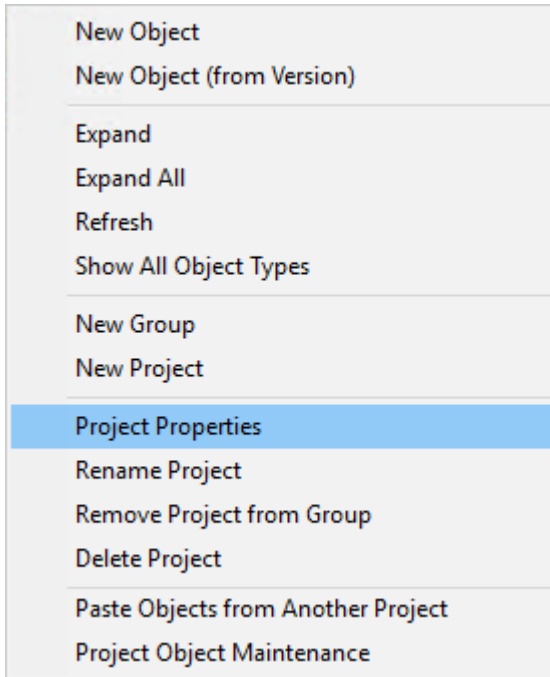 New Object
New Object (from Version)
Expand
Expand All
Refresh
Show All Object Types
New Group
New Project
Project Properties
Rename Project
Remove Project from Group
Delete Project
Paste Objects from Another Project
Project Object Maintenance